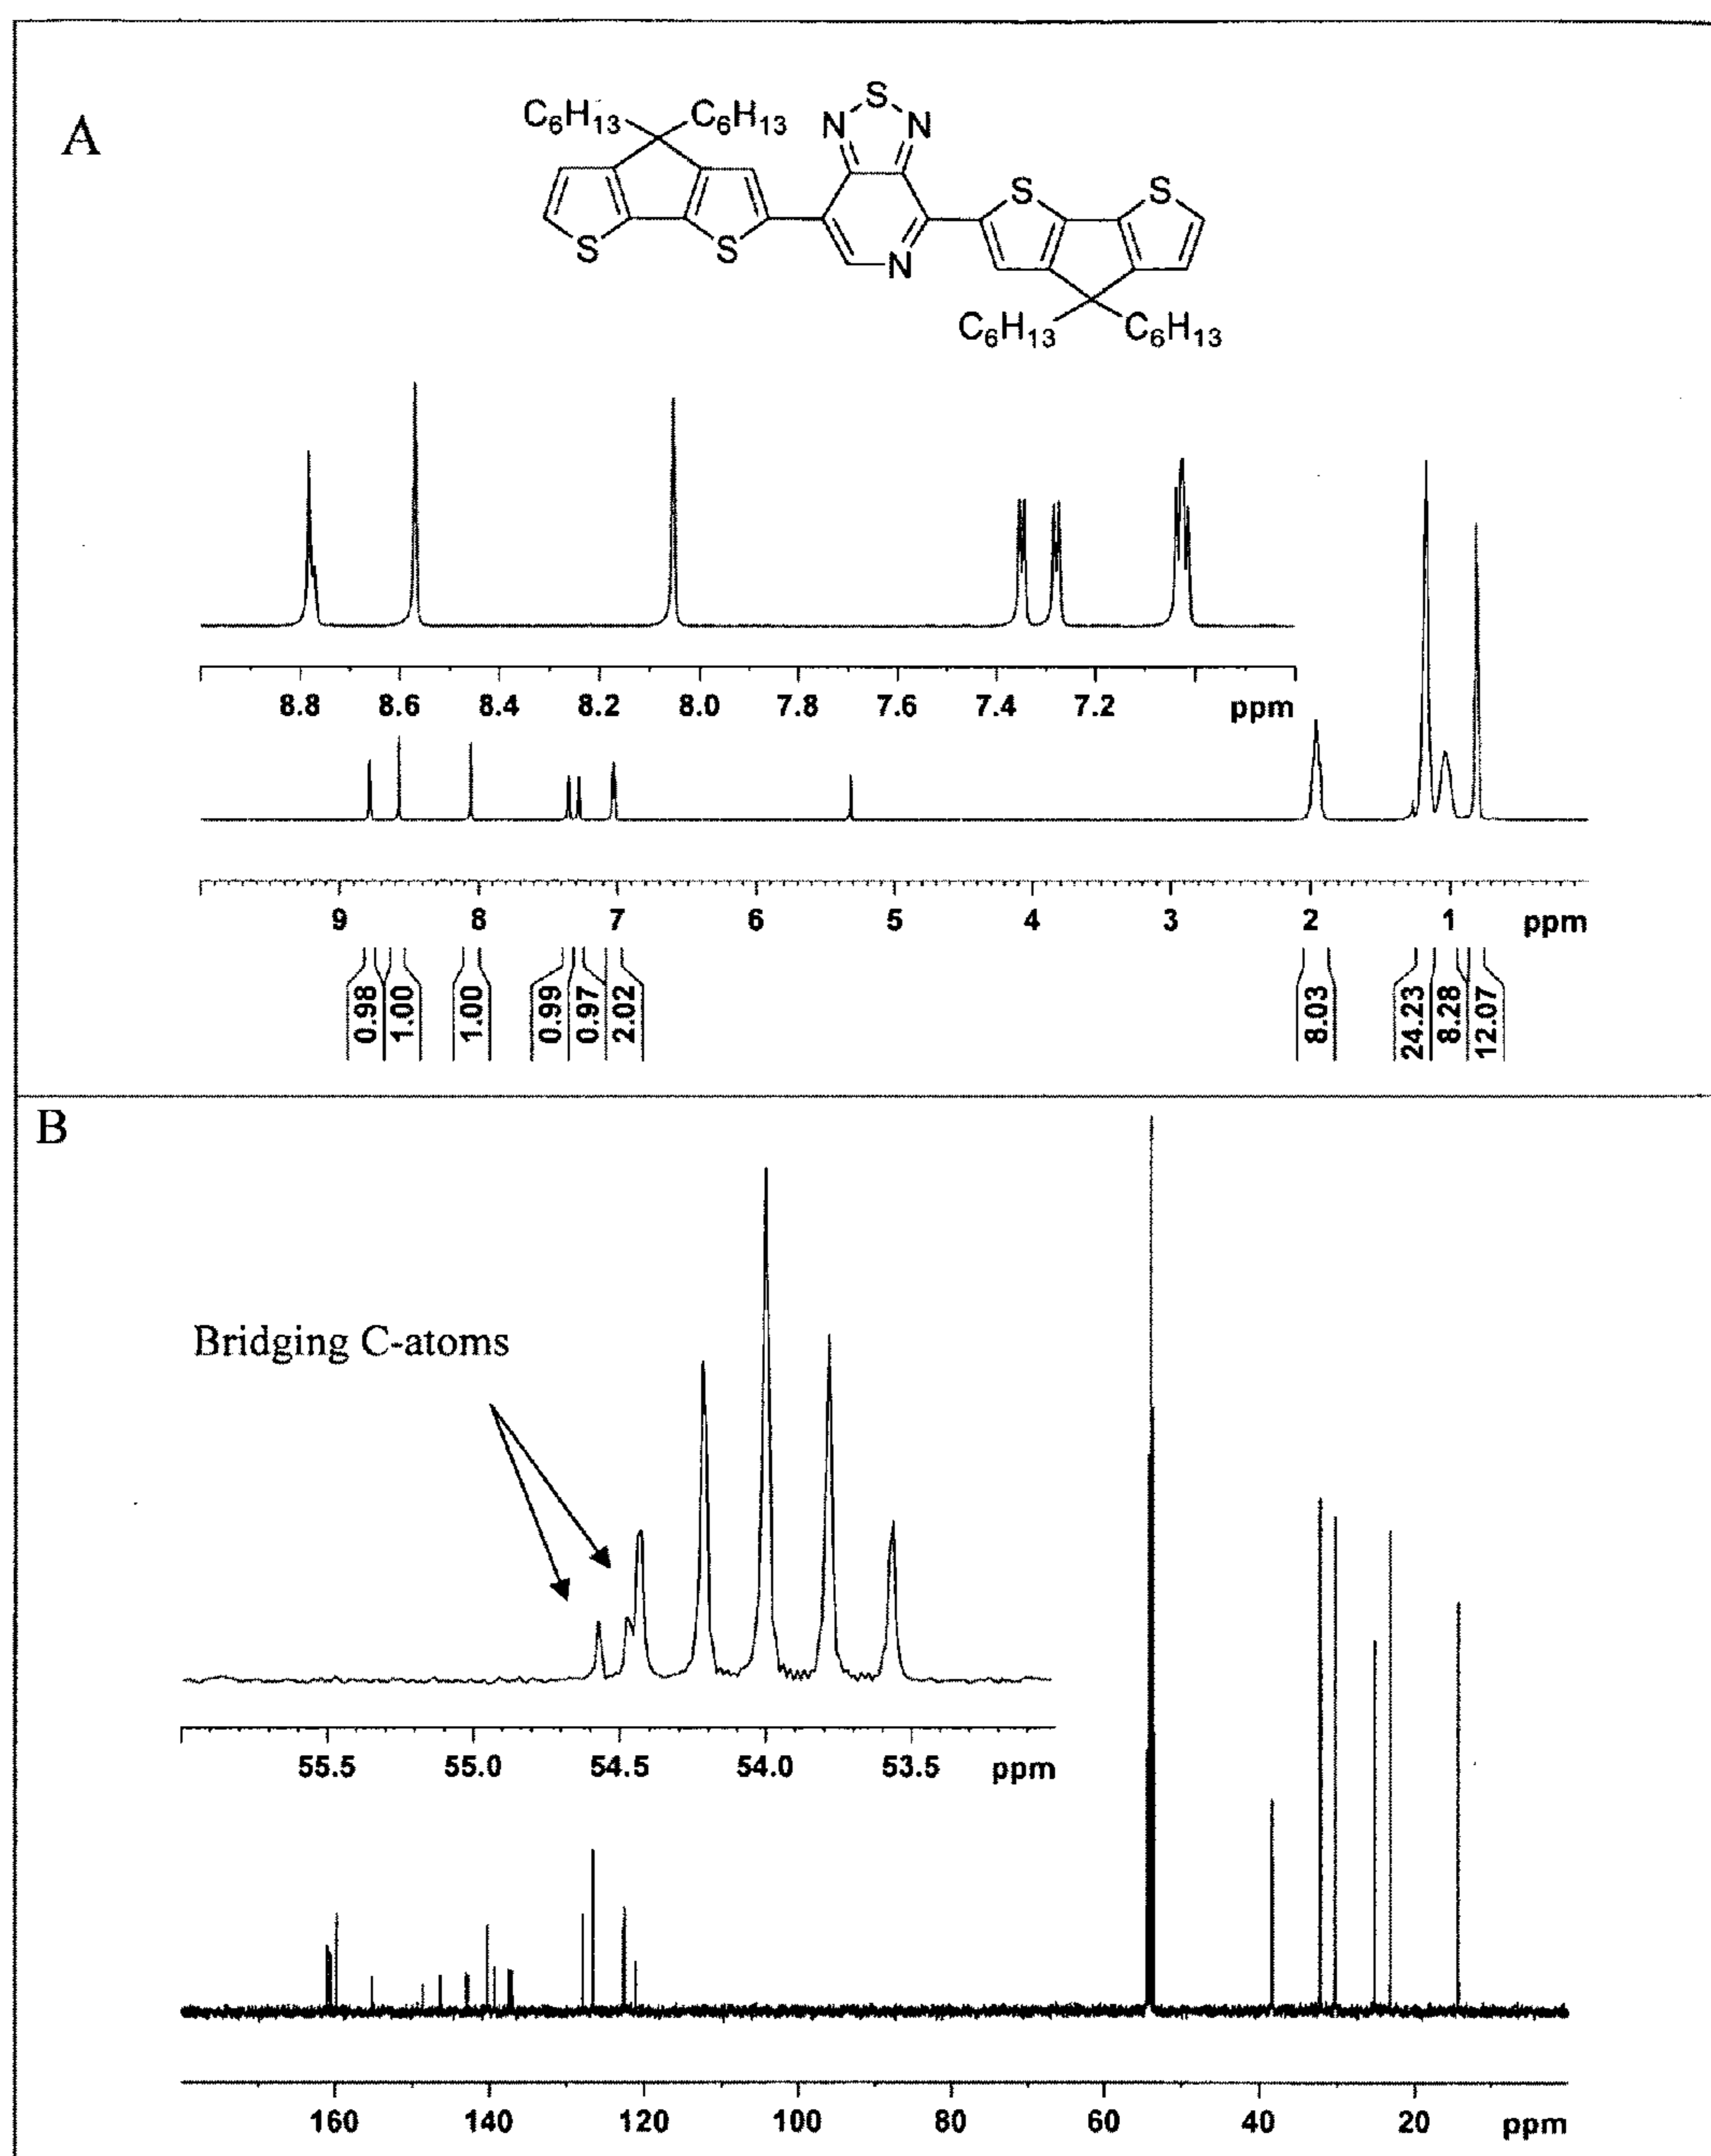 A
C6H13 C6H13 N S N
S S
S S N
C6H13 C6H13
8.8 8.6 8.4 8.2 8.0 7.8 7.6 7.4 7.2 ppm
9 8 7 6 5 4 3 2 1 ppm
0.98 1.00 1.00 0.99 0.97 2.02 8.03 24.23 8.28 12.07
B
Bridging C-atoms
55.5 55.0 54.5 54.0 53.5 ppm
160 140 120 100 80 60 40 20 ppm